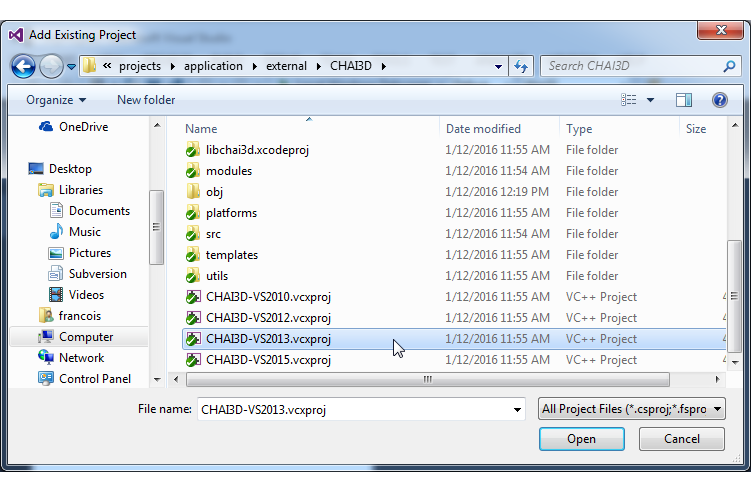 Add Existing Project
« projects application external CHAI3D Search CHAI3D
Organize New folder
OneDrive
Desktop
Libraries
Documents
Music
Pictures
Subversion
Videos
francois
Computer
Network
Control Panel
Name Date modified Type Size
libchai3d.xcodeproj 1/12/2016 11:55 AM File folder
modules 1/12/2016 11:54 AM File folder
obj 1/12/2016 12:19 PM File folder
platforms 1/12/2016 11:55 AM File folder
src 1/12/2016 11:54 AM File folder
templates 1/12/2016 11:55 AM File folder
utils 1/12/2016 11:55 AM File folder
CHAI3D-VS2010.vcxproj 1/12/2016 11:55 AM VC++ Project
CHAI3D-VS2012.vcxproj 1/12/2016 11:55 AM VC++ Project
CHAI3D-VS2013.vcxproj 1/12/2016 11:55 AM VC++ Project
CHAI3D-VS2015.vcxproj 1/12/2016 11:55 AM VC++ Project
File name: CHAI3D-VS2013.vcxproj All Project Files (*.csproj;*.fspro
Open Cancel